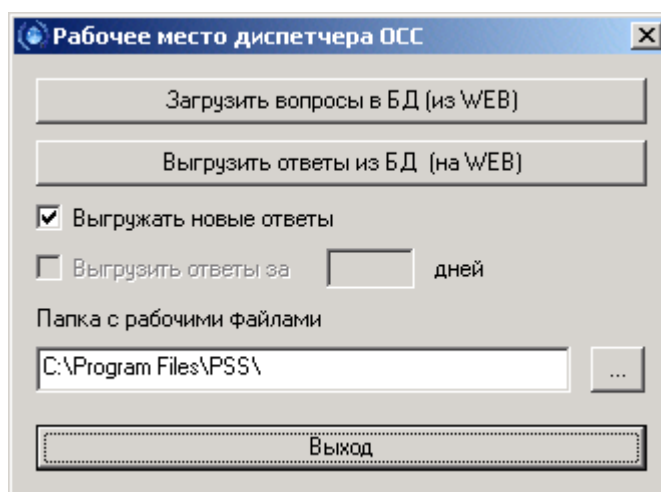 Рабочее место диспетчера ОСС
Загрузить вопросы в БД (из WEB)
Выгрузить ответы из БД (на WEB)
Выгружать новые ответы
Выгрузить ответы за дней
Папка с рабочими файлами
C:\Program Files\PSS\
...
Выход